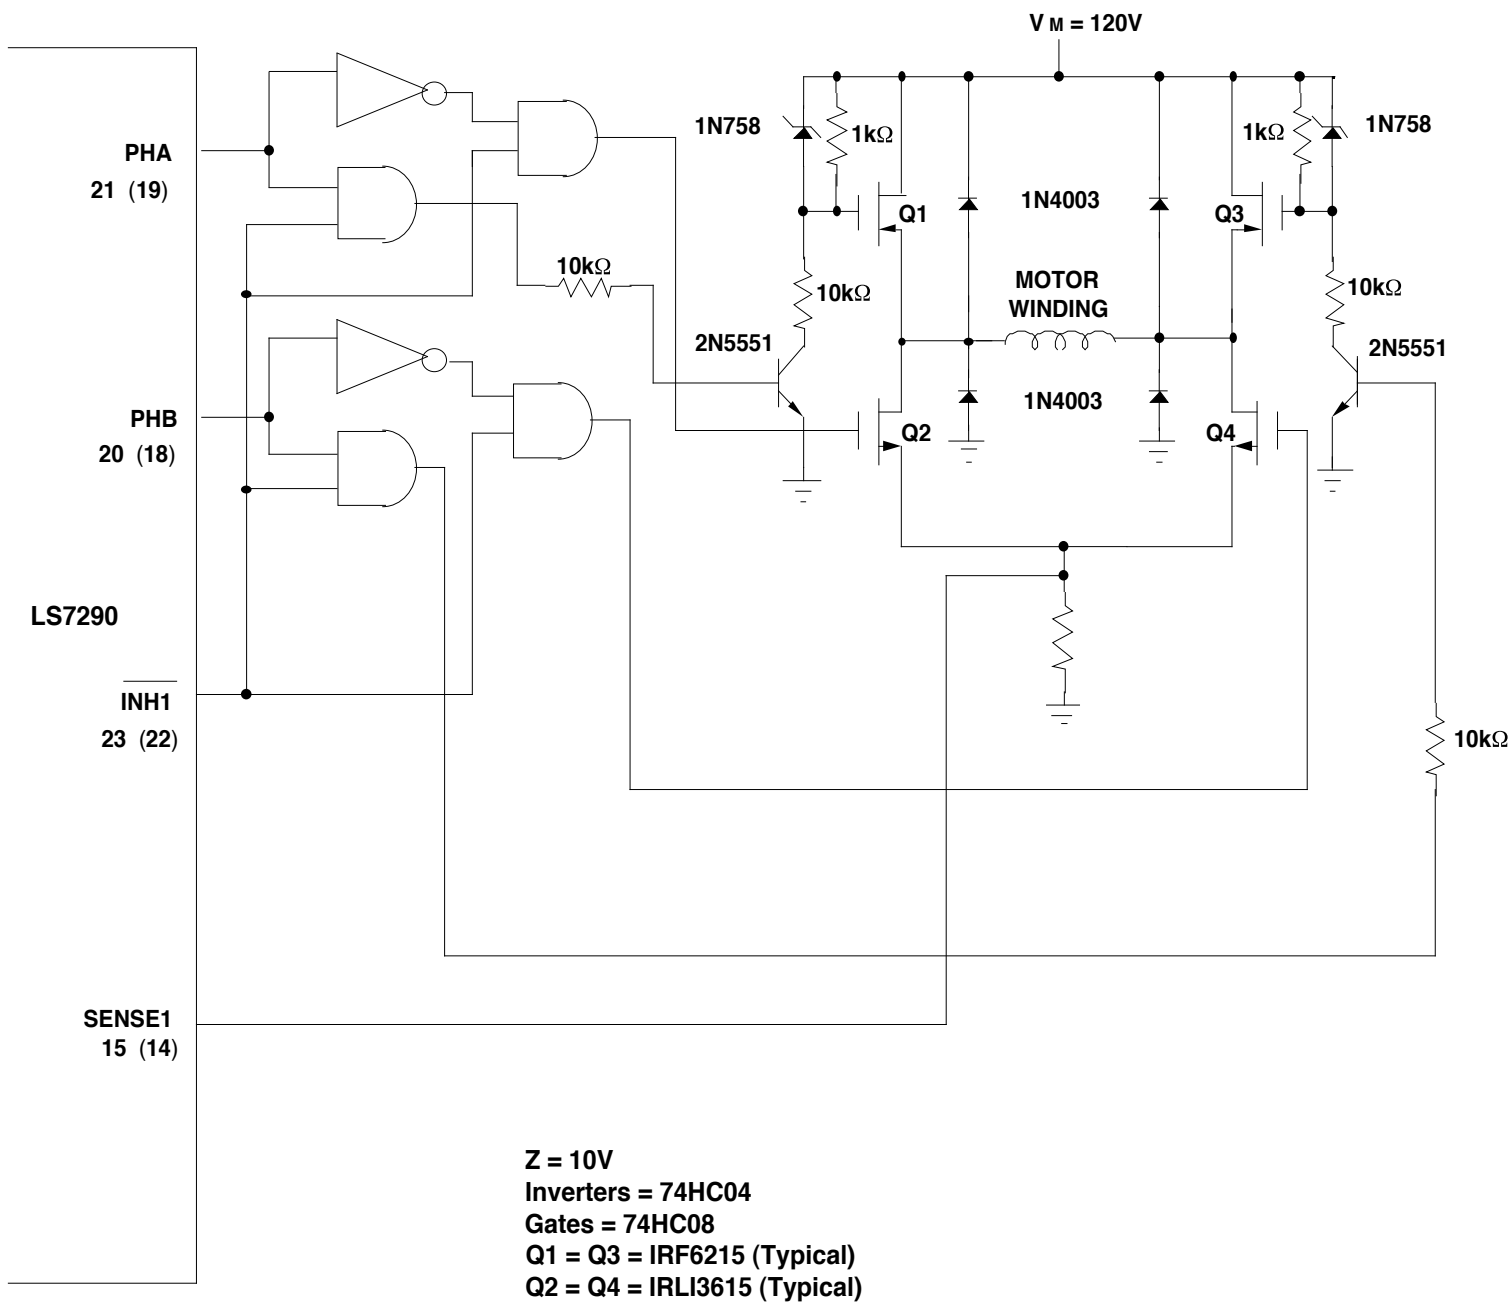 V M = 120V
1N758
1kΩ
1kΩ
1N758
PHA
21 (19)
Q1
1N4003
Q3
10kΩ
10kΩ
MOTOR
WINDING
10kΩ
2N5551
2N5551
PHB
20 (18)
Q2
1N4003
Q4
LS7290
INH1
23 (22)
10kΩ
SENSE1
15 (14)
Z = 10V
Inverters = 74HC04
Gates = 74HC08
Q1 = Q3 = IRF6215 (Typical)
Q2 = Q4 = IRLI3615 (Typical)